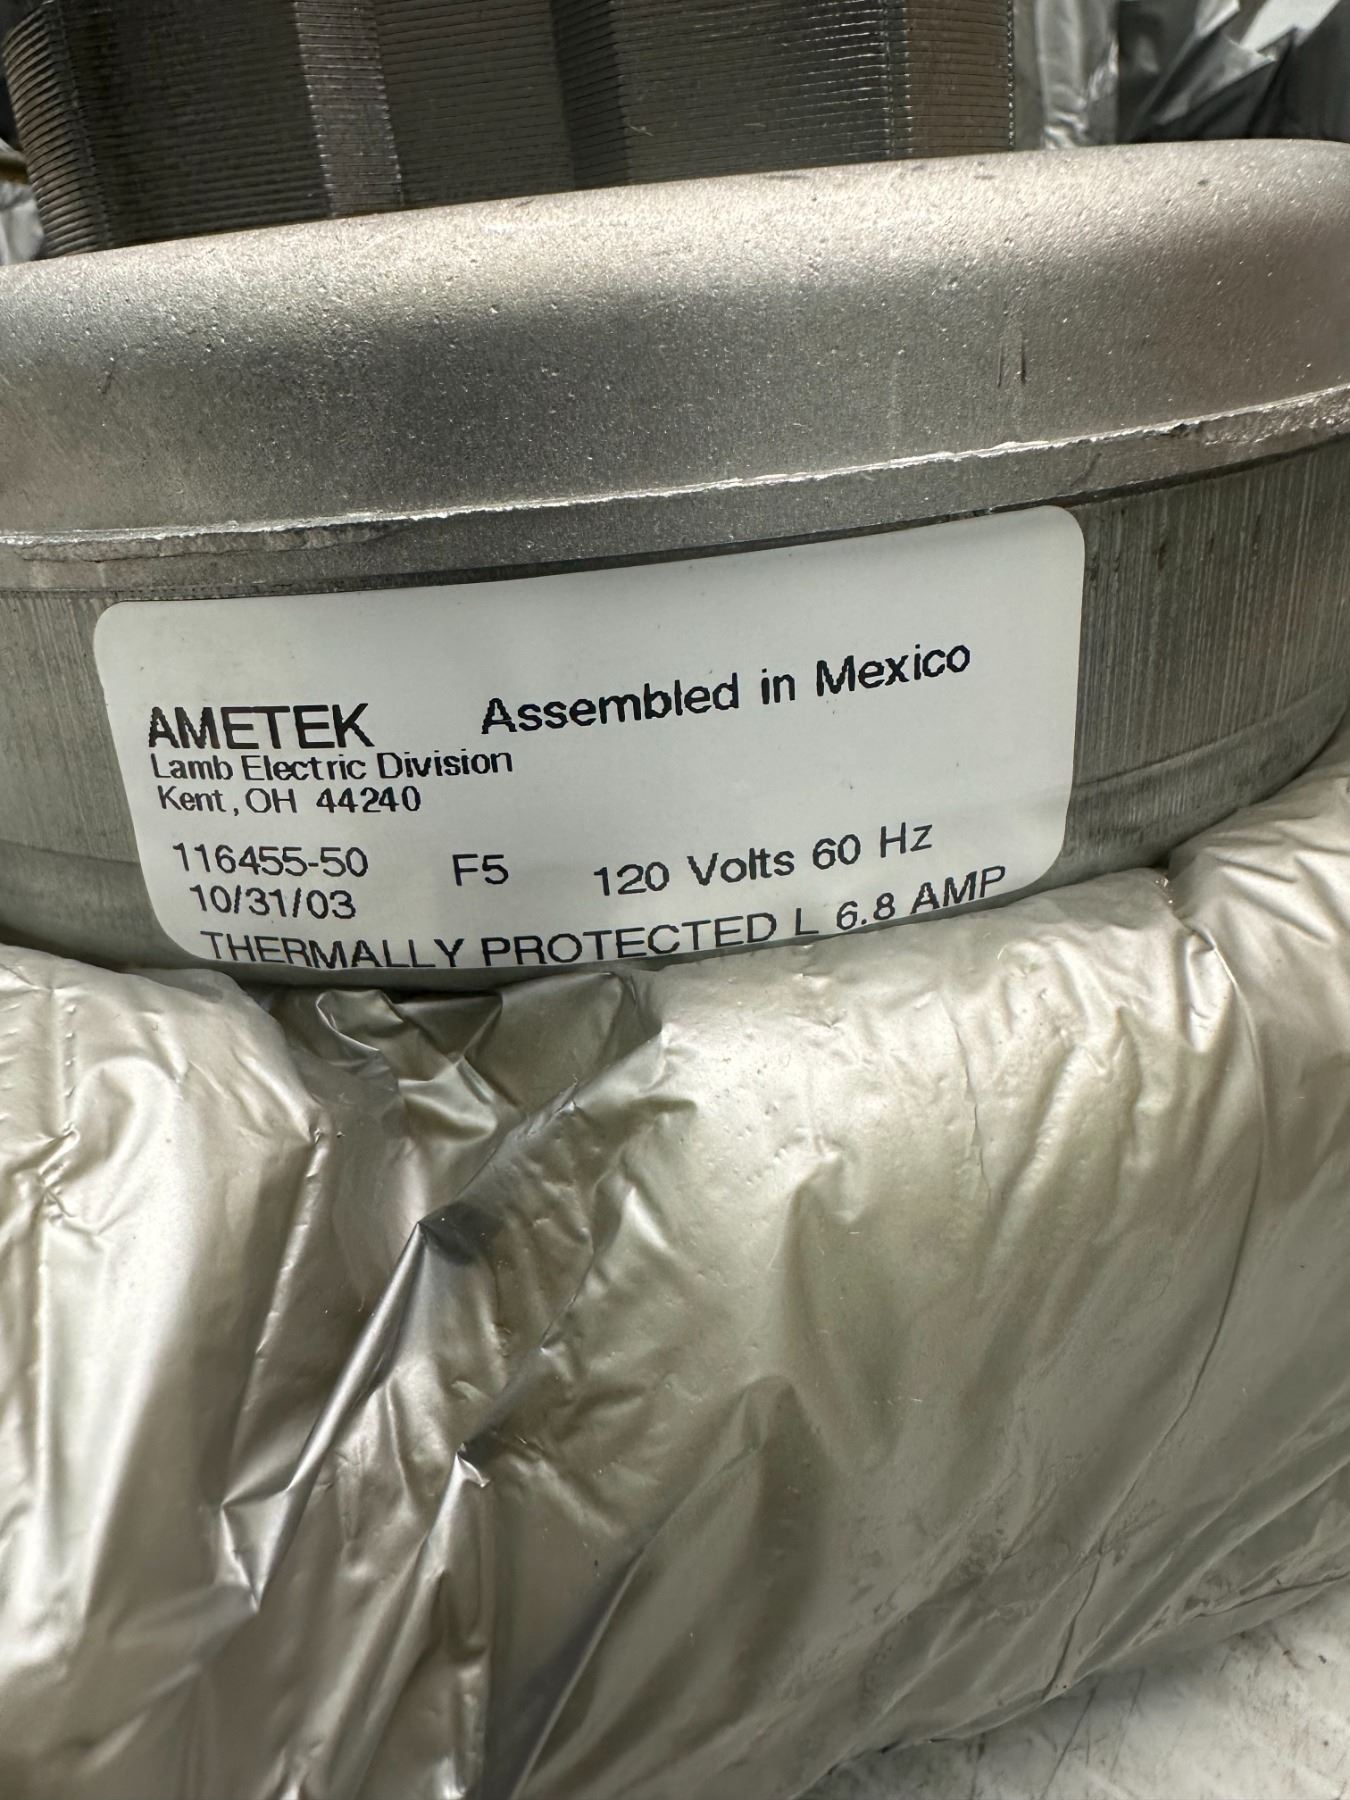 AMETEK Assembled in Mexico
Lamb Electric Division
Kent, OH 44240
116455-50 F5 120 Volts 60 Hz
10/31/03
THERMALLY PROTECTED L 6.8 AMP